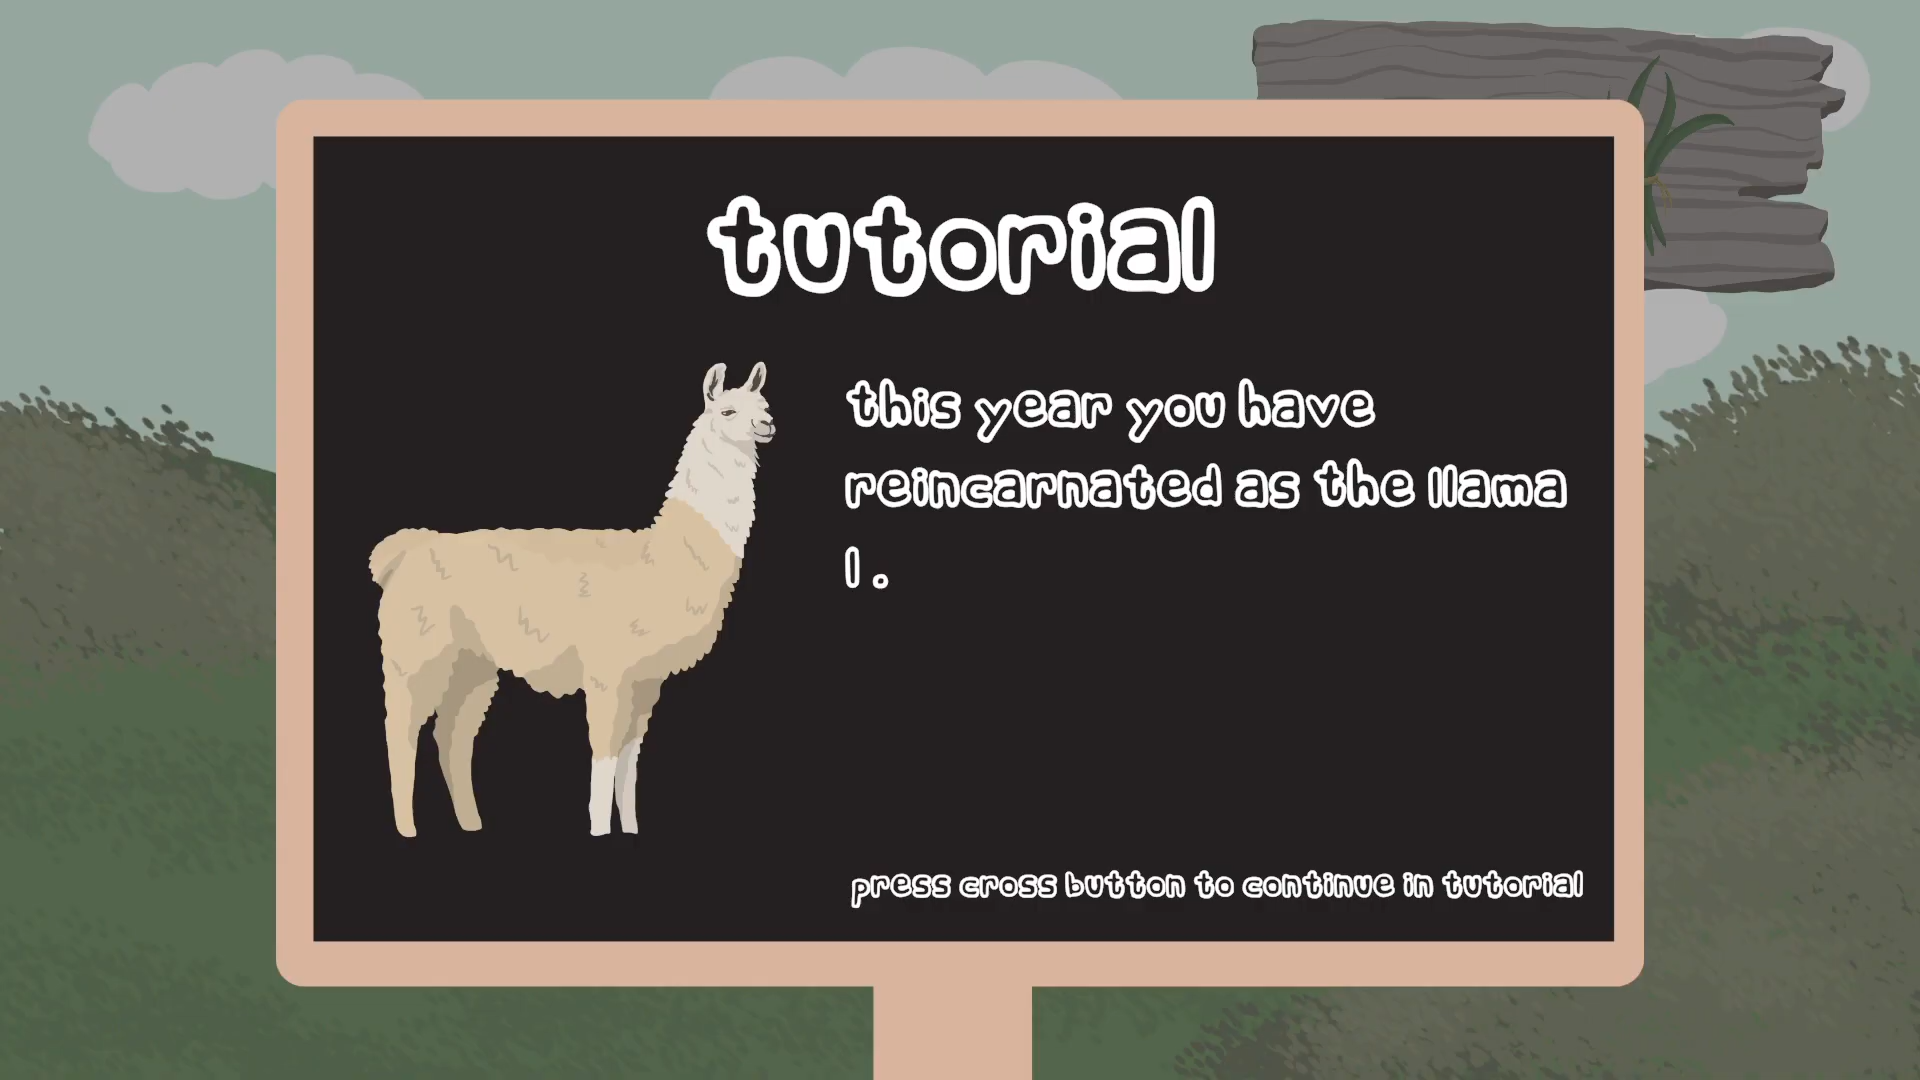 tutorial
this year you have
reincarnated as the llama
l .
press cross button to continue in tutorial